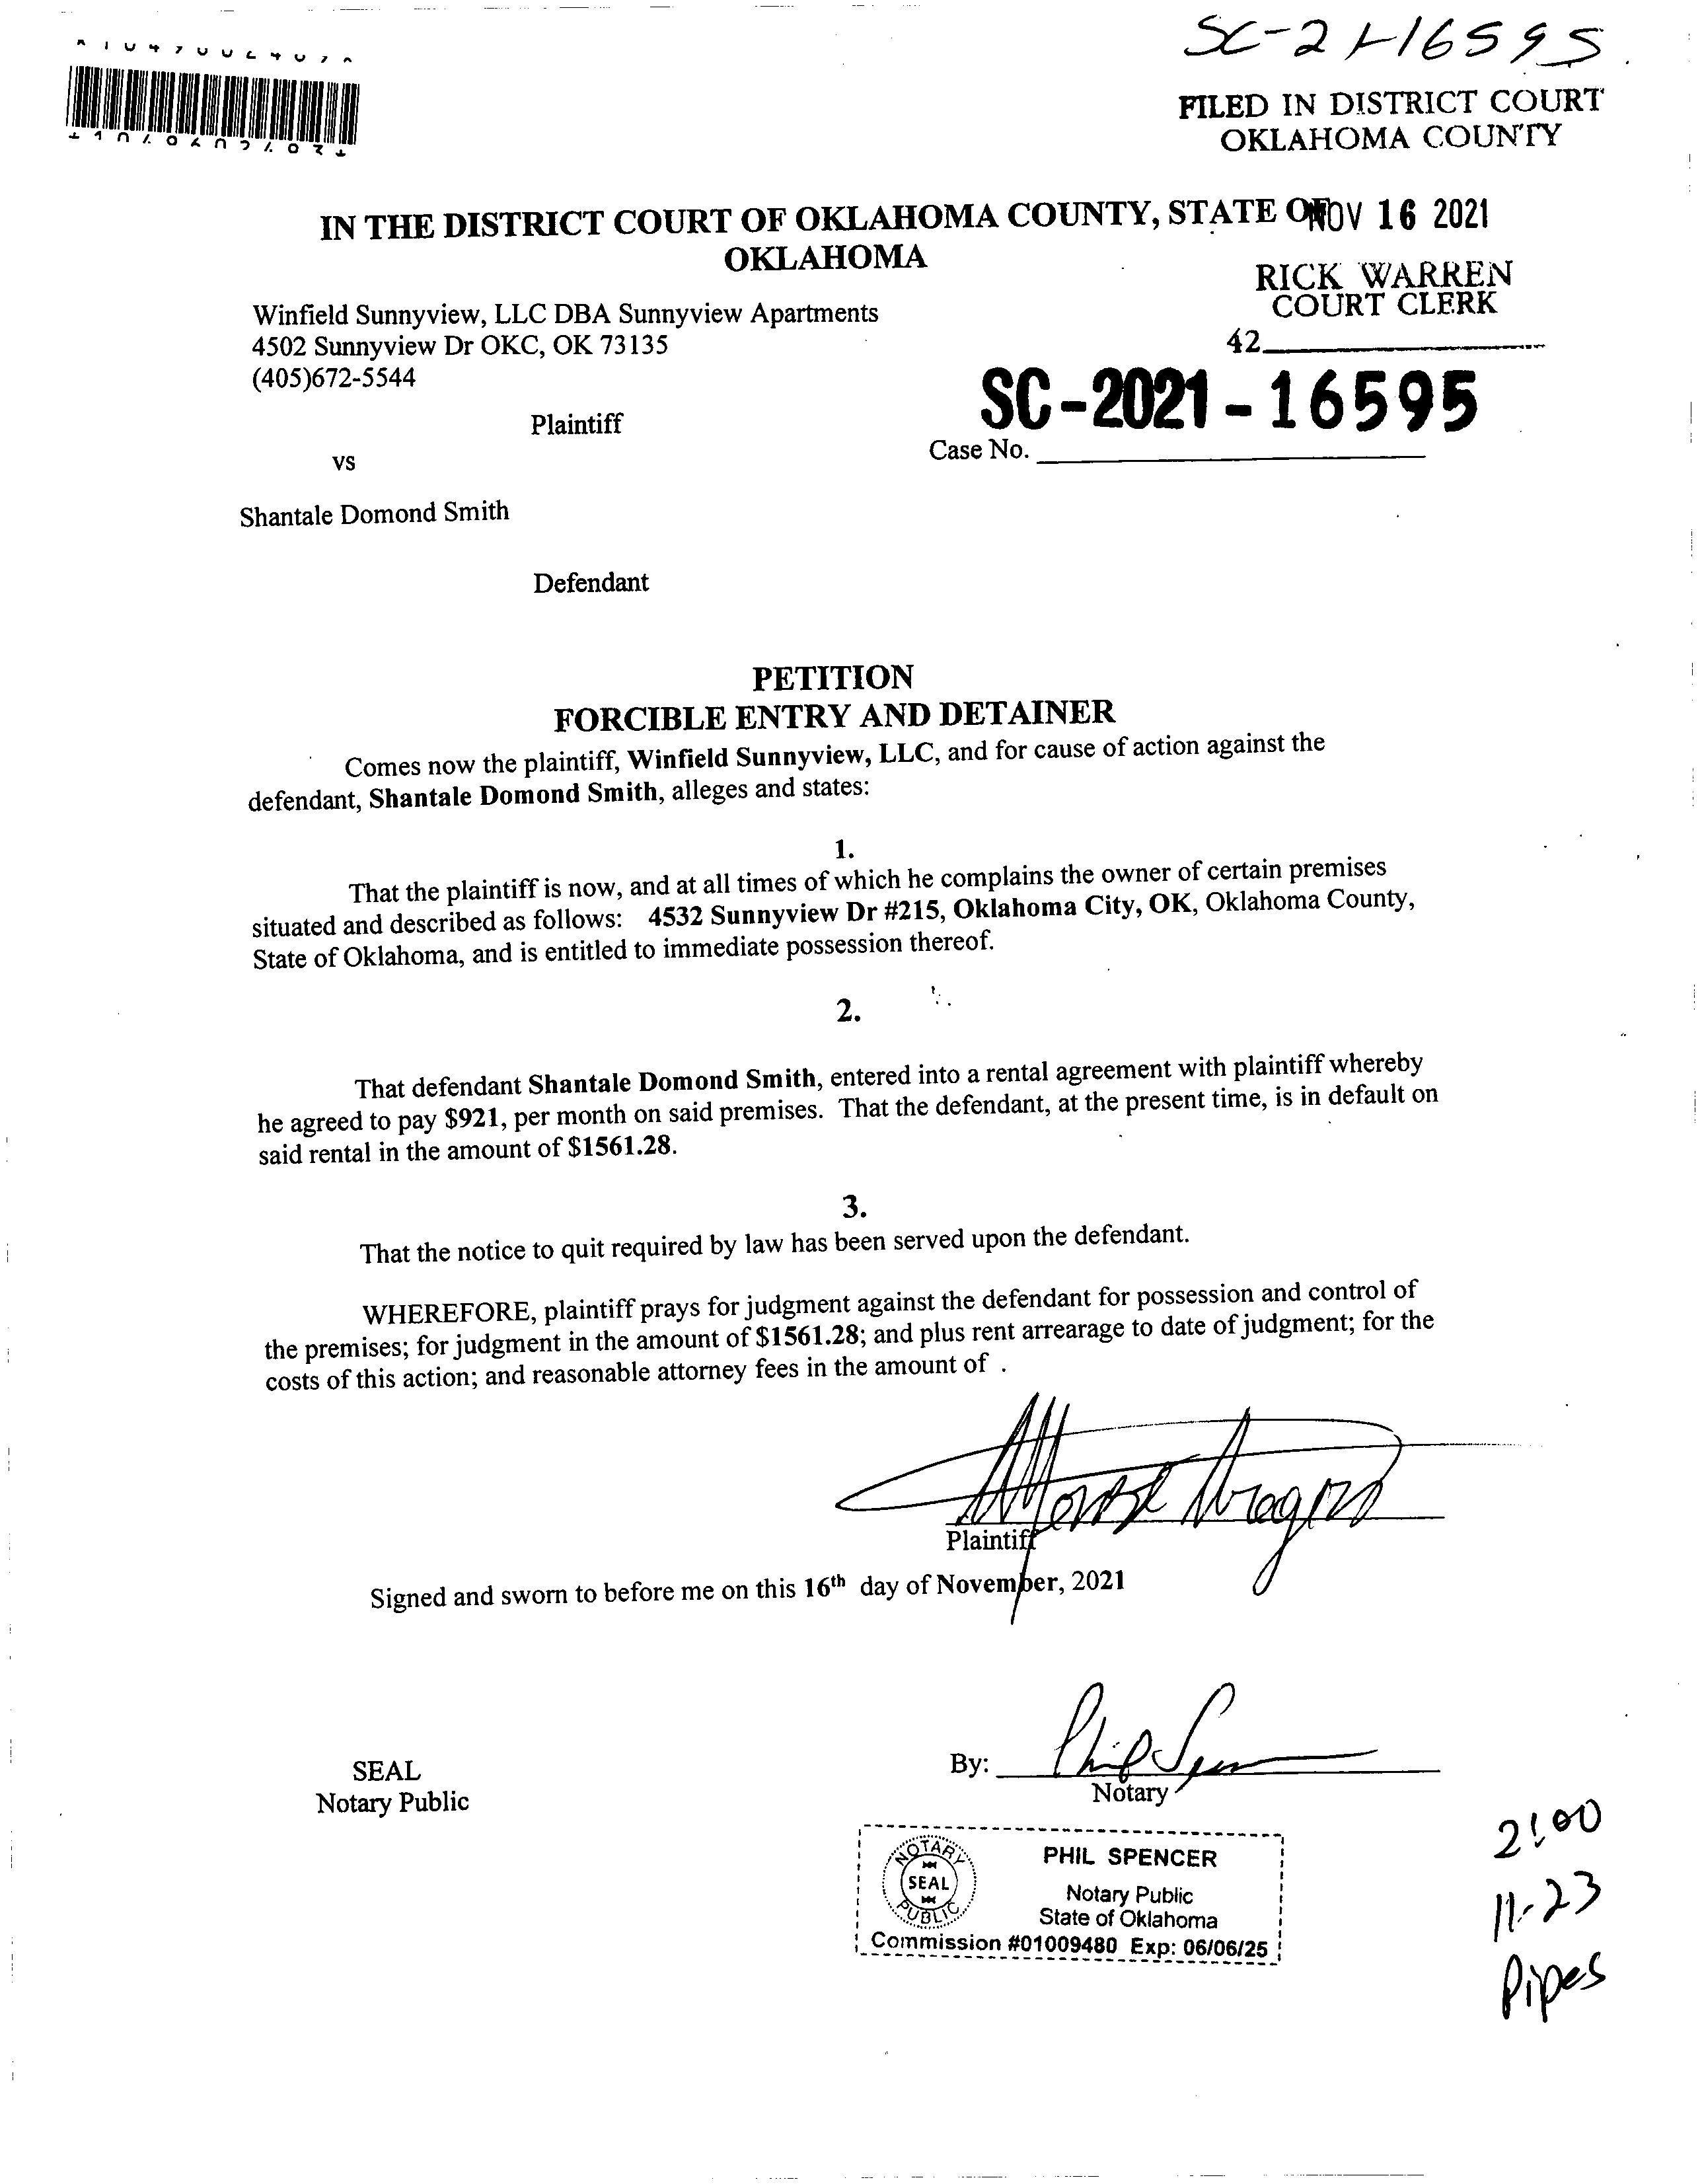 SC-21-16595
FILED IN DISTRICT COURT
OKLAHOMA COUNTY
IN THE DISTRICT COURT OF OKLAHOMA COUNTY, STATE O
NOV 16 2021
OKLAHOMA
RICK WARREN
COURT CLERK
42
Winfield Sunnyview, LLC DBA Sunnyview Apartments
4502 Sunnyview Dr OKC, OK 73135
(405)672-5544
Plaintiff
SC-2021-16595
Case No.
vs
Shantale Domond Smith
Defendant
PETITION
FORCIBLE ENTRY AND DETAINER
Comes now the plaintiff, Winfield Sunnyview, LLC, and for cause of action against the
defendant, Shantale Domond Smith, alleges and states:
1.
That the plaintiff is now, and at all times of which he complains the owner of certain premises
situated and described as follows: 4532 Sunnyview Dr #215, Oklahoma City, OK, Oklahoma County,
State of Oklahoma, and is entitled to immediate possession thereof.
2.
That defendant Shantale Domond Smith, entered into a rental agreement with plaintiff whereby
he agreed to pay $921, per month on said premises. That the defendant, at the present time, is in default on
said rental in the amount of $1561.28.
3.
That the notice to quit required by law has been served upon the defendant.
WHEREFORE, plaintiff prays for judgment against the defendant for possession and control of
the premises; for judgment in the amount of $1561.28; and plus rent arrearage to date of judgment; for the
costs of this action; and reasonable attorney fees in the amount of .
Plaintiff
Signed and sworn to before me on this 16th day of November, 2021
SEAL
Notary Public
By: Phil Spencer
Notary
NOTARY
SEAL
PUBLIC
PHIL SPENCER
Notary Public
State of Oklahoma
Commission #01009480 Exp: 06/06/25
2:00
11-23
Pipes